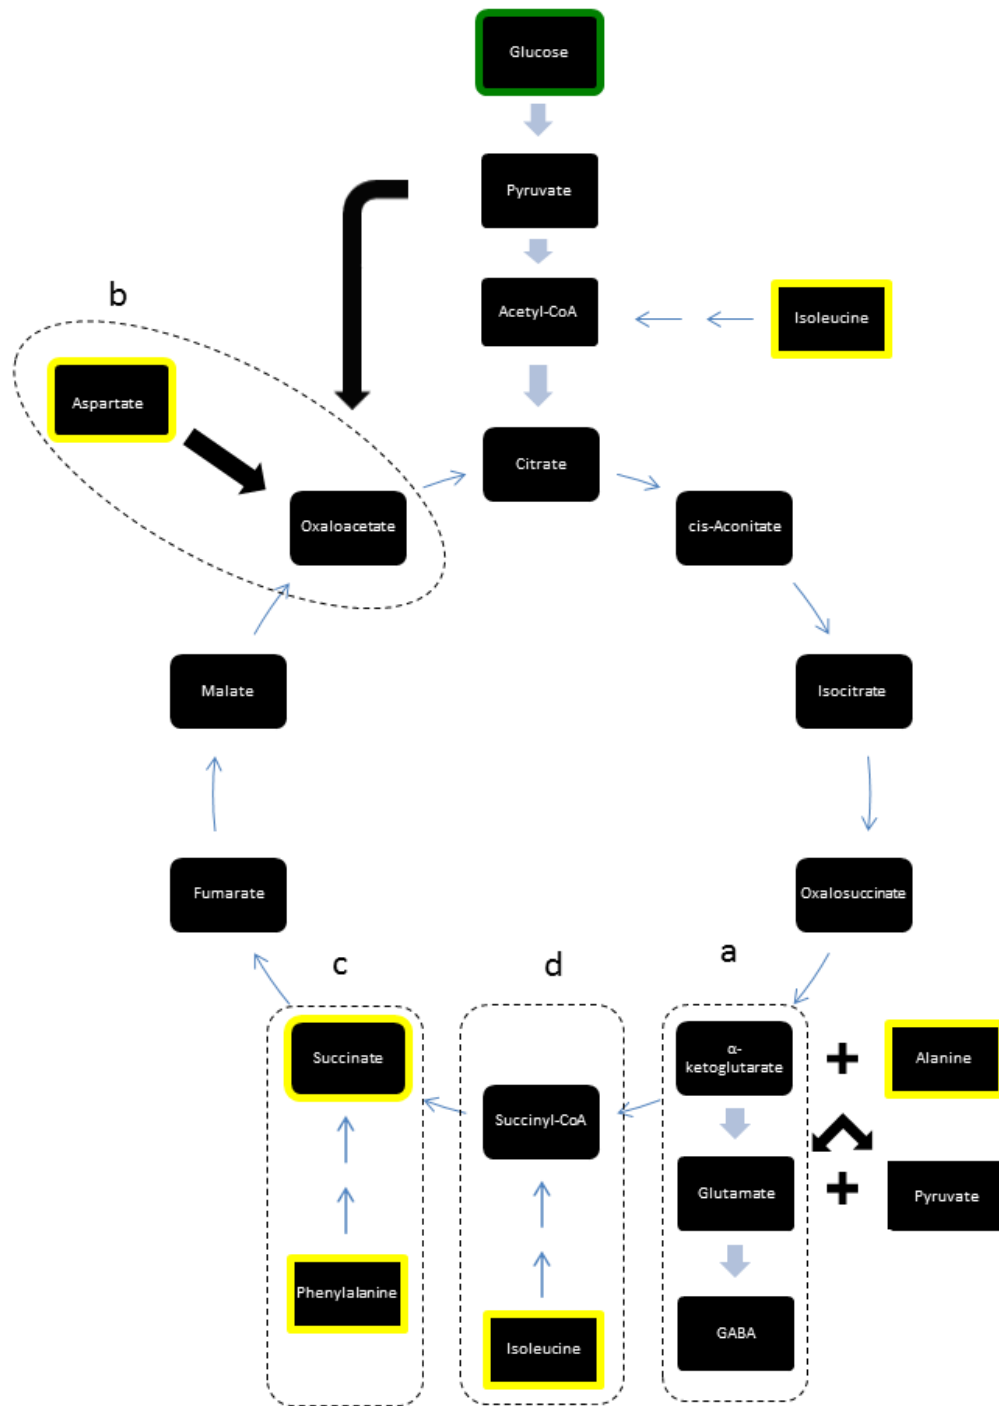 Glucose
Pyruvate
b
Acetyl-CoA
Isoleucine
Aspartate
Citrate
Oxaloacetate
cis-Aconitate
Malate
Isocitrate
Fumarate
Oxalosuccinate
c
d
a
Succinate
α-
ketoglutarate
+
Alanine
Succinyl-CoA
Glutamate
+
Pyruvate
Phenylalanine
Isoleucine
GABA